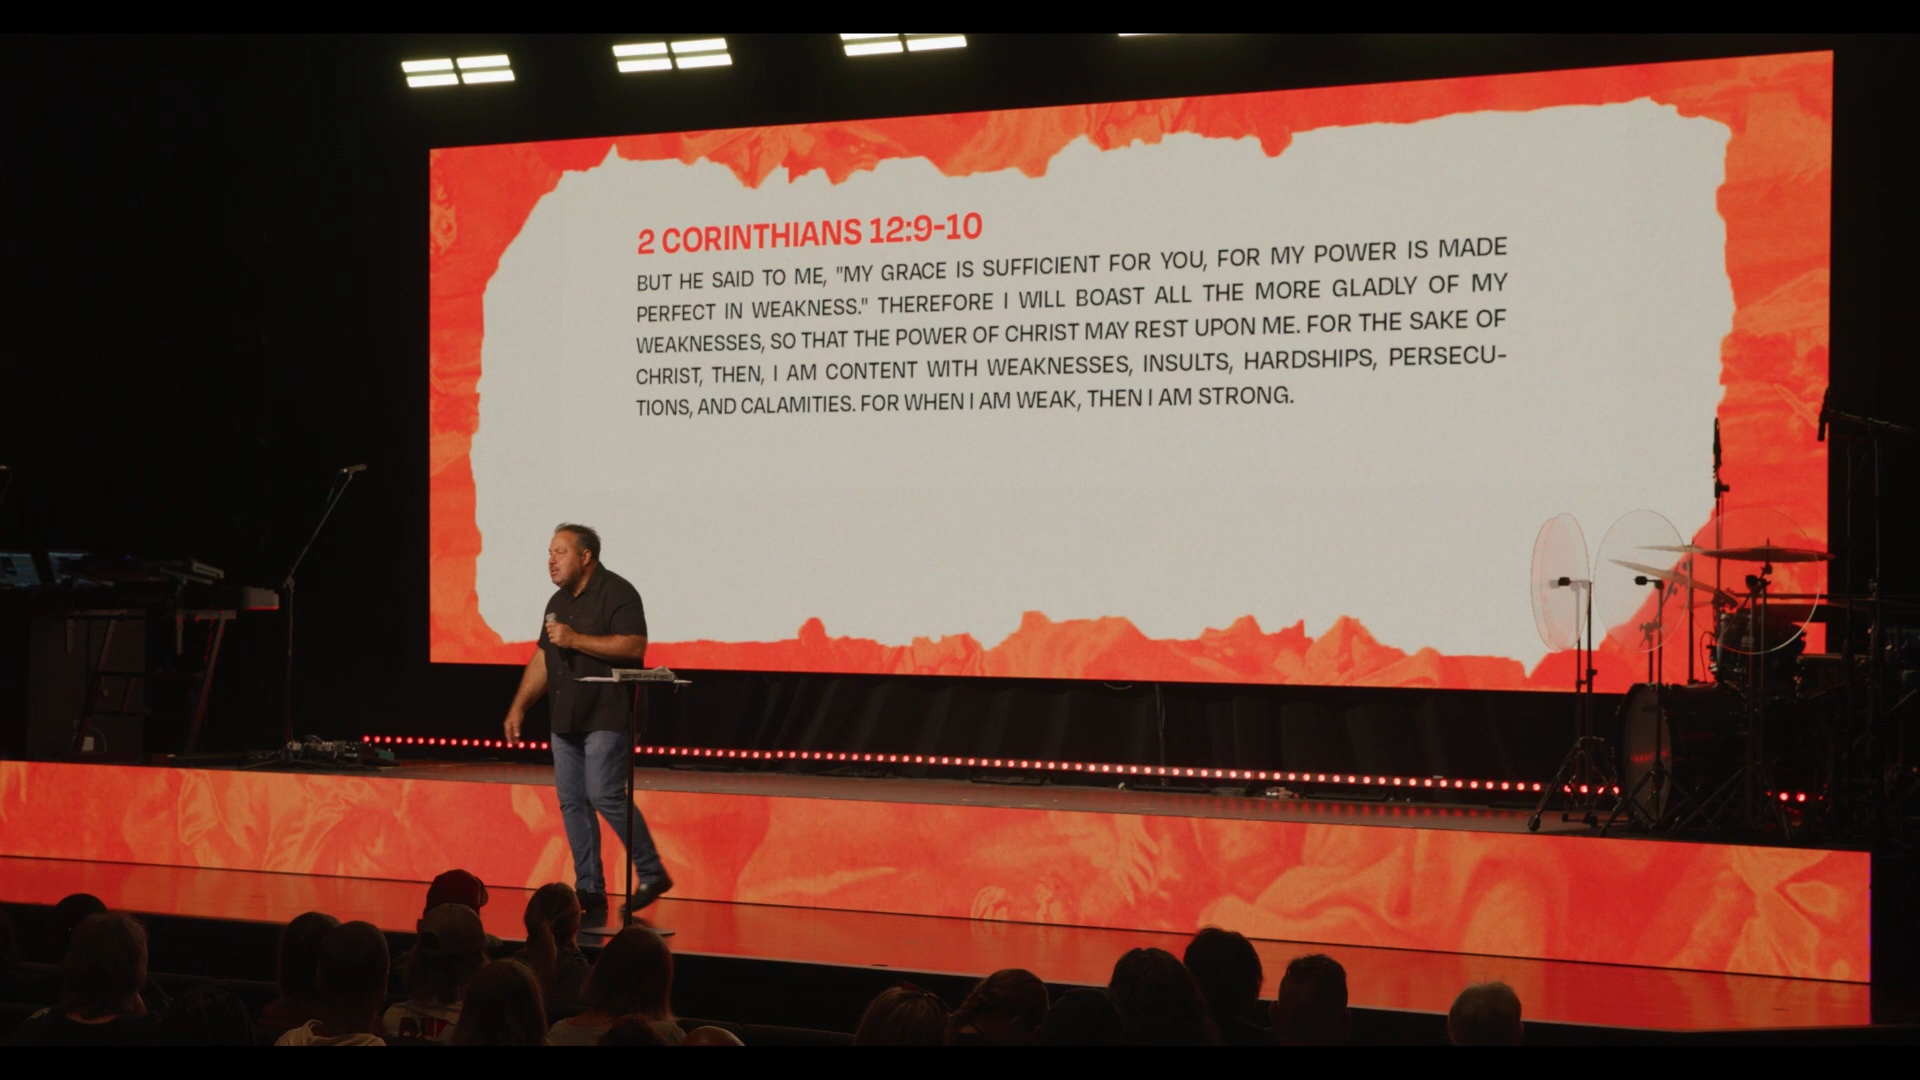 2 CORINTHIANS 12:9-10
BUT HE SAID TO ME, "MY GRACE IS SUFFICIENT FOR YOU, FOR MY POWER IS MADE
PERFECT IN WEAKNESS." THEREFORE I WILL BOAST ALL THE MORE GLADLY OF MY
WEAKNESSES, SO THAT THE POWER OF CHRIST MAY REST UPON ME. FOR THE SAKE OF
CHRIST, THEN, I AM CONTENT WITH WEAKNESSES, INSULTS, HARDSHIPS, PERSECU-
TIONS, AND CALAMITIES. FOR WHEN I AM WEAK, THEN I AM STRONG.